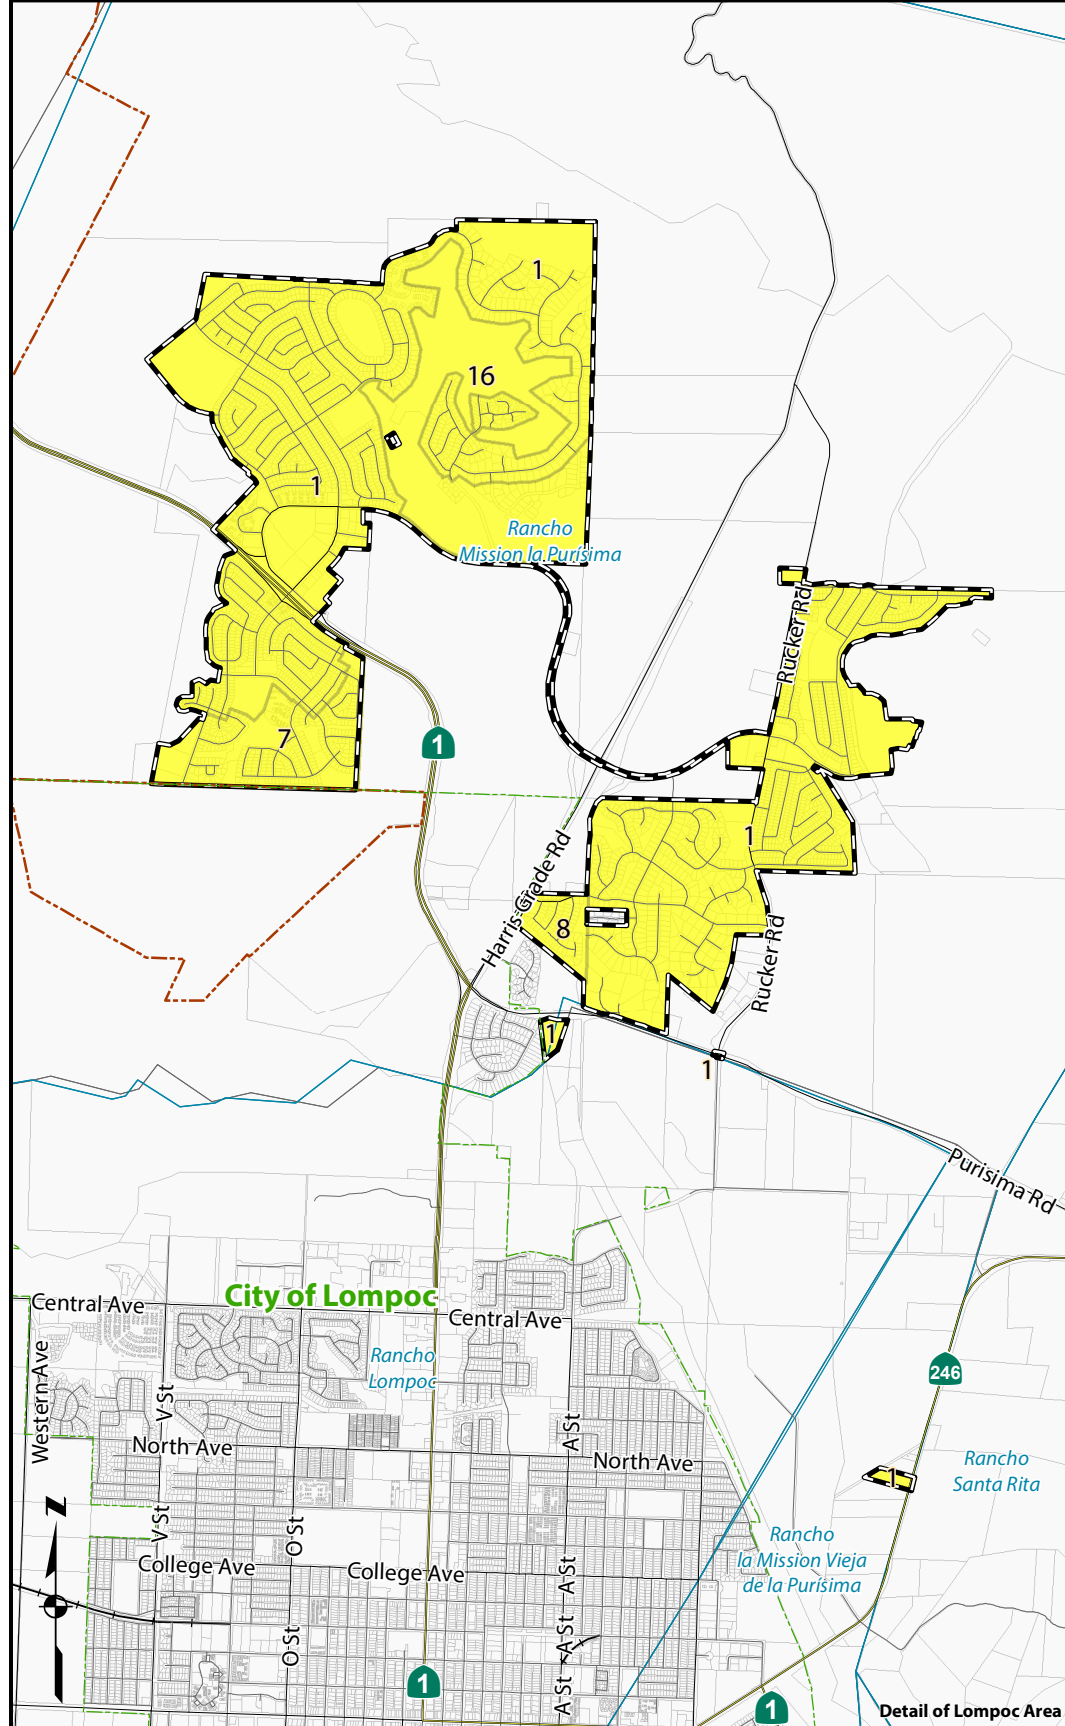 1
16
1
Rancho
Mission la Purísima
Rucker Rd
7
1
1
Harris Grade Rd
8
Rucker Rd
1
1
Purisima Rd
City of Lompoc
Central Ave
Central Ave
Rancho
Lompoc
246
Western Ave
V St
A St
North Ave
North Ave
1
Rancho
Santa Rita
Z
V St
O St
Rancho
la Mission Vieja
de la Purísima
College Ave
College Ave
A St
O St
A St
A St
1
1
Detail of Lompoc Area